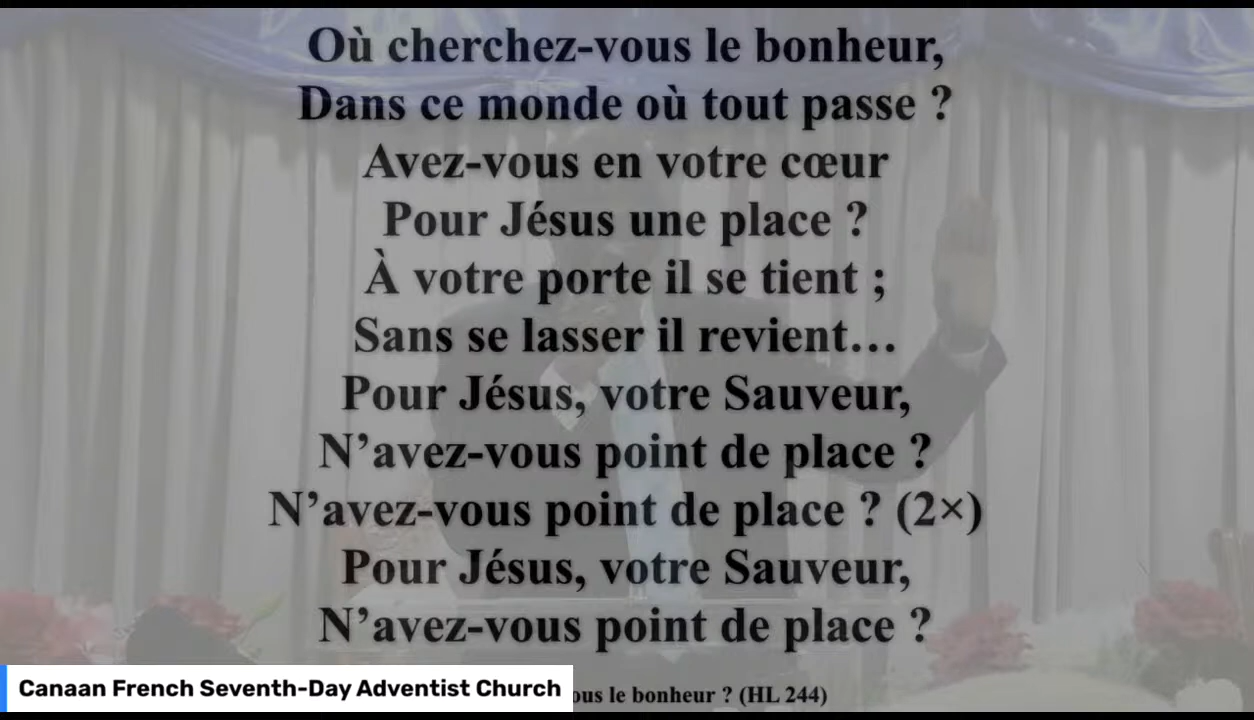 Où cherchez-vous le bonheur,
Dans ce monde où tout passe ?
Avez-vous en votre cœur
Pour Jésus une place ?
À votre porte il se tient ;
Sans se lasser il revient…
Pour Jésus, votre Sauveur,
N’avez-vous point de place ?
N’avez-vous point de place ? (2×)
Pour Jésus, votre Sauveur,
N’avez-vous point de place ?
Canaan French Seventh-Day Adventist Church
le bonheur ? (HL 244)